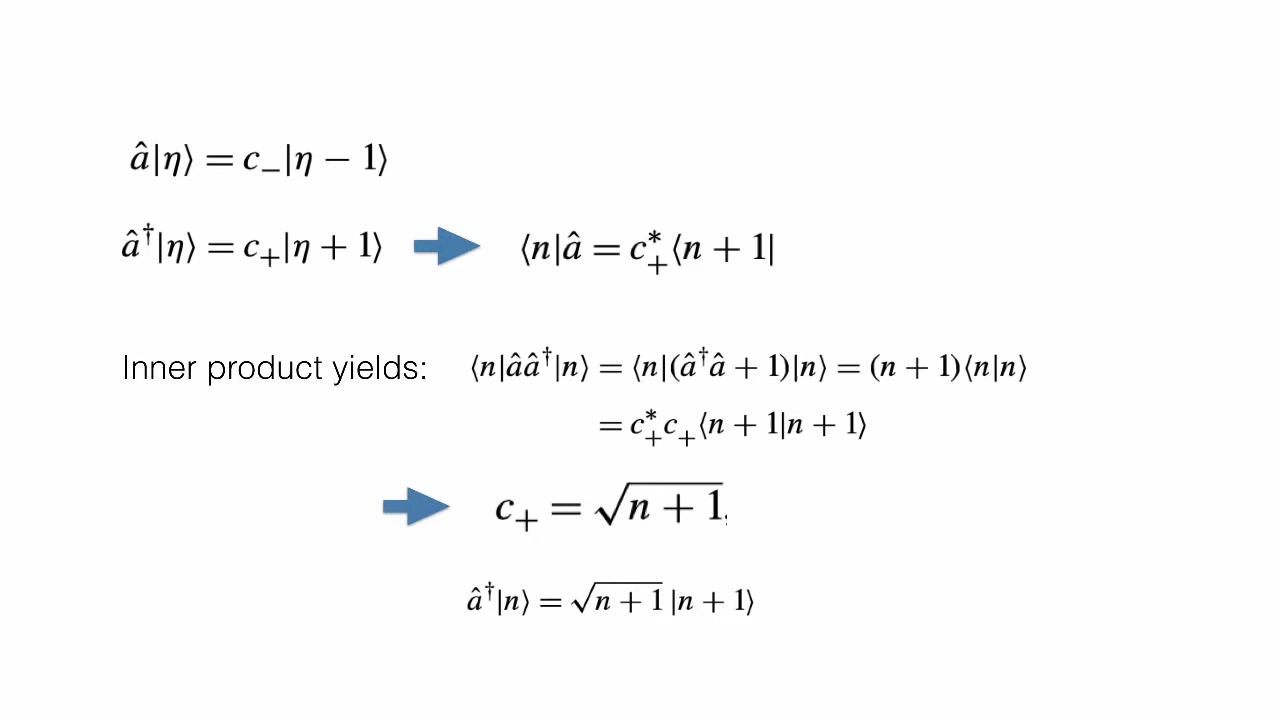 â|η⟩ = c₋|η − 1⟩
â†|η⟩ = c₊|η + 1⟩ ⟨n|â = c₊*⟨n + 1|
Inner product yields: ⟨n|ââ†|n⟩ = ⟨n|(â†â + 1)|n⟩ = (n + 1)⟨n|n⟩
= c₊*c₊⟨n + 1|n + 1⟩
c₊ = √(n + 1)
â†|n⟩ = √(n + 1) |n + 1⟩